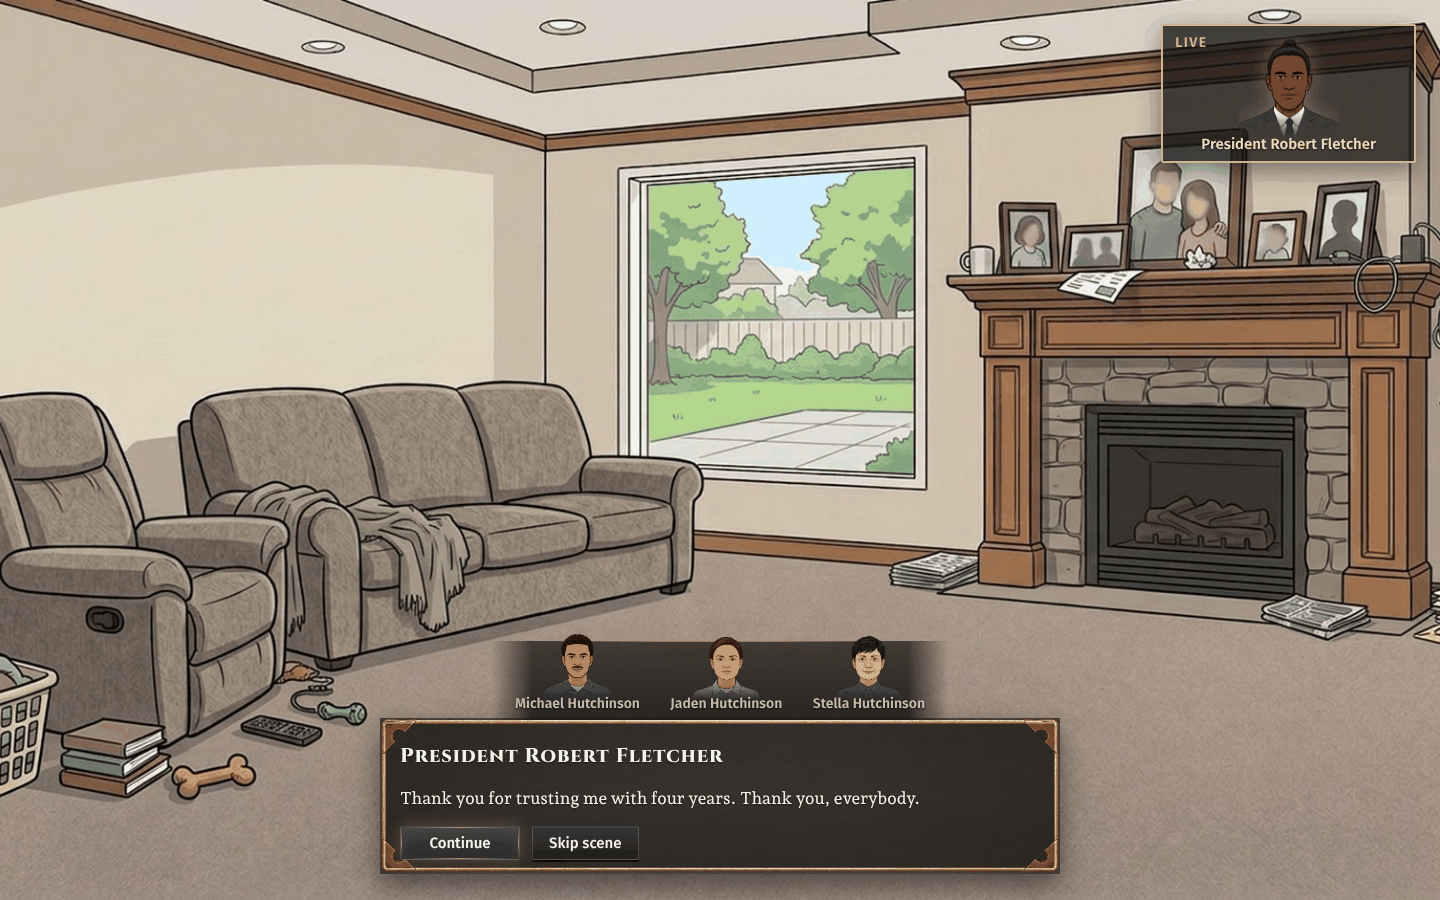 LIVE
President Robert Fletcher
Michael Hutchinson
Jaden Hutchinson
Stella Hutchinson
President Robert Fletcher
Thank you for trusting me with four years. Thank you, everybody.
Continue
Skip scene